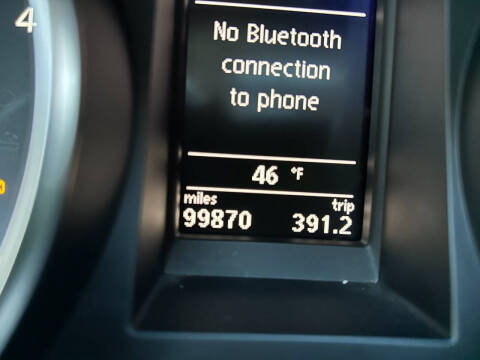 4
No Bluetooth
connection
to phone
46 °F
miles trip
99870 391.2